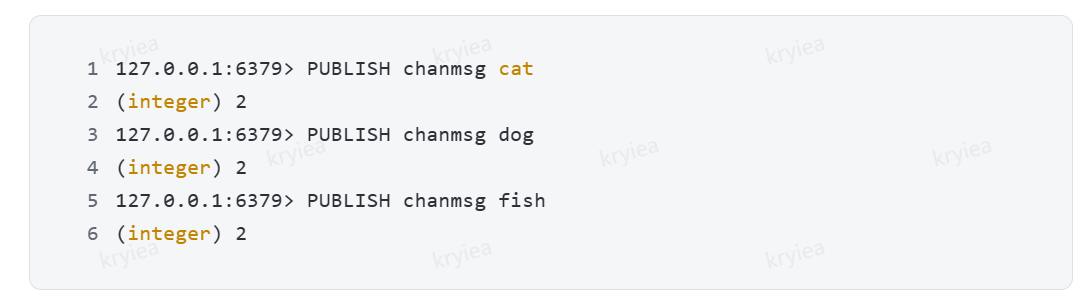 1 127.0.0.1:6379> PUBLISH chanmsg cat
2 (integer) 2
3 127.0.0.1:6379> PUBLISH chanmsg dog
4 (integer) 2
5 127.0.0.1:6379> PUBLISH chanmsg fish
6 (integer) 2
kryiea
kryiea
kryiea
kryiea
kryiea
kryiea
kryiea
kryiea
kryiea